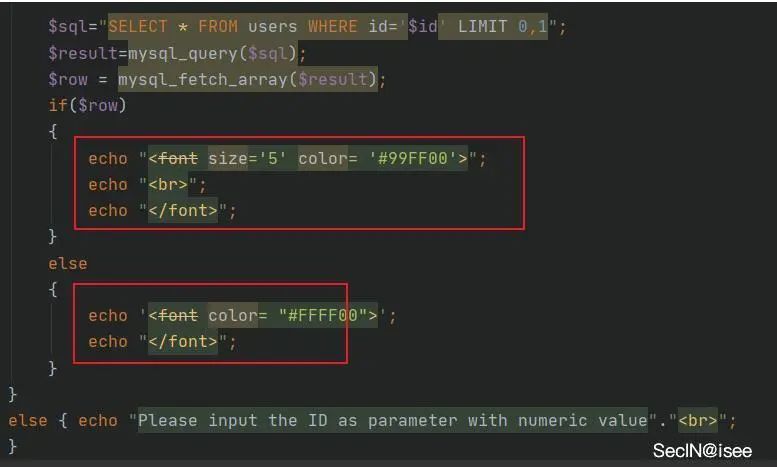 $sql="SELECT * FROM users WHERE id='$id' LIMIT 0,1";
$result=mysql_query($sql);
$row = mysql_fetch_array($result);
if($row)
{
echo "<font size='5' color= '#99FF00'>";
echo "<br>";
echo "</font>";
}
else
{
echo '<font color= "#FFFF00">';
echo "</font>";
}
}
else { echo "Please input the ID as parameter with numeric value"."<br>";
}
SecIN@isee